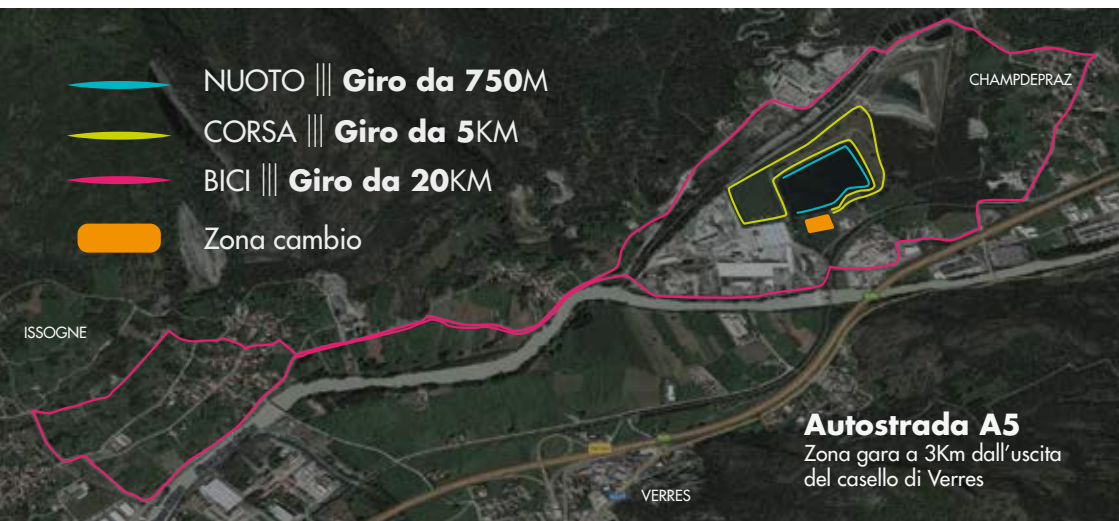 NUOTO ||| Giro da 750M
CORSA ||| Giro da 5KM
BICI ||| Giro da 20KM
Zona cambio
CHAMPDEPRAZ
ISSOGNE
Autostrada A5
Zona gara a 3Km dall'uscita
del casello di Verres
VERRES